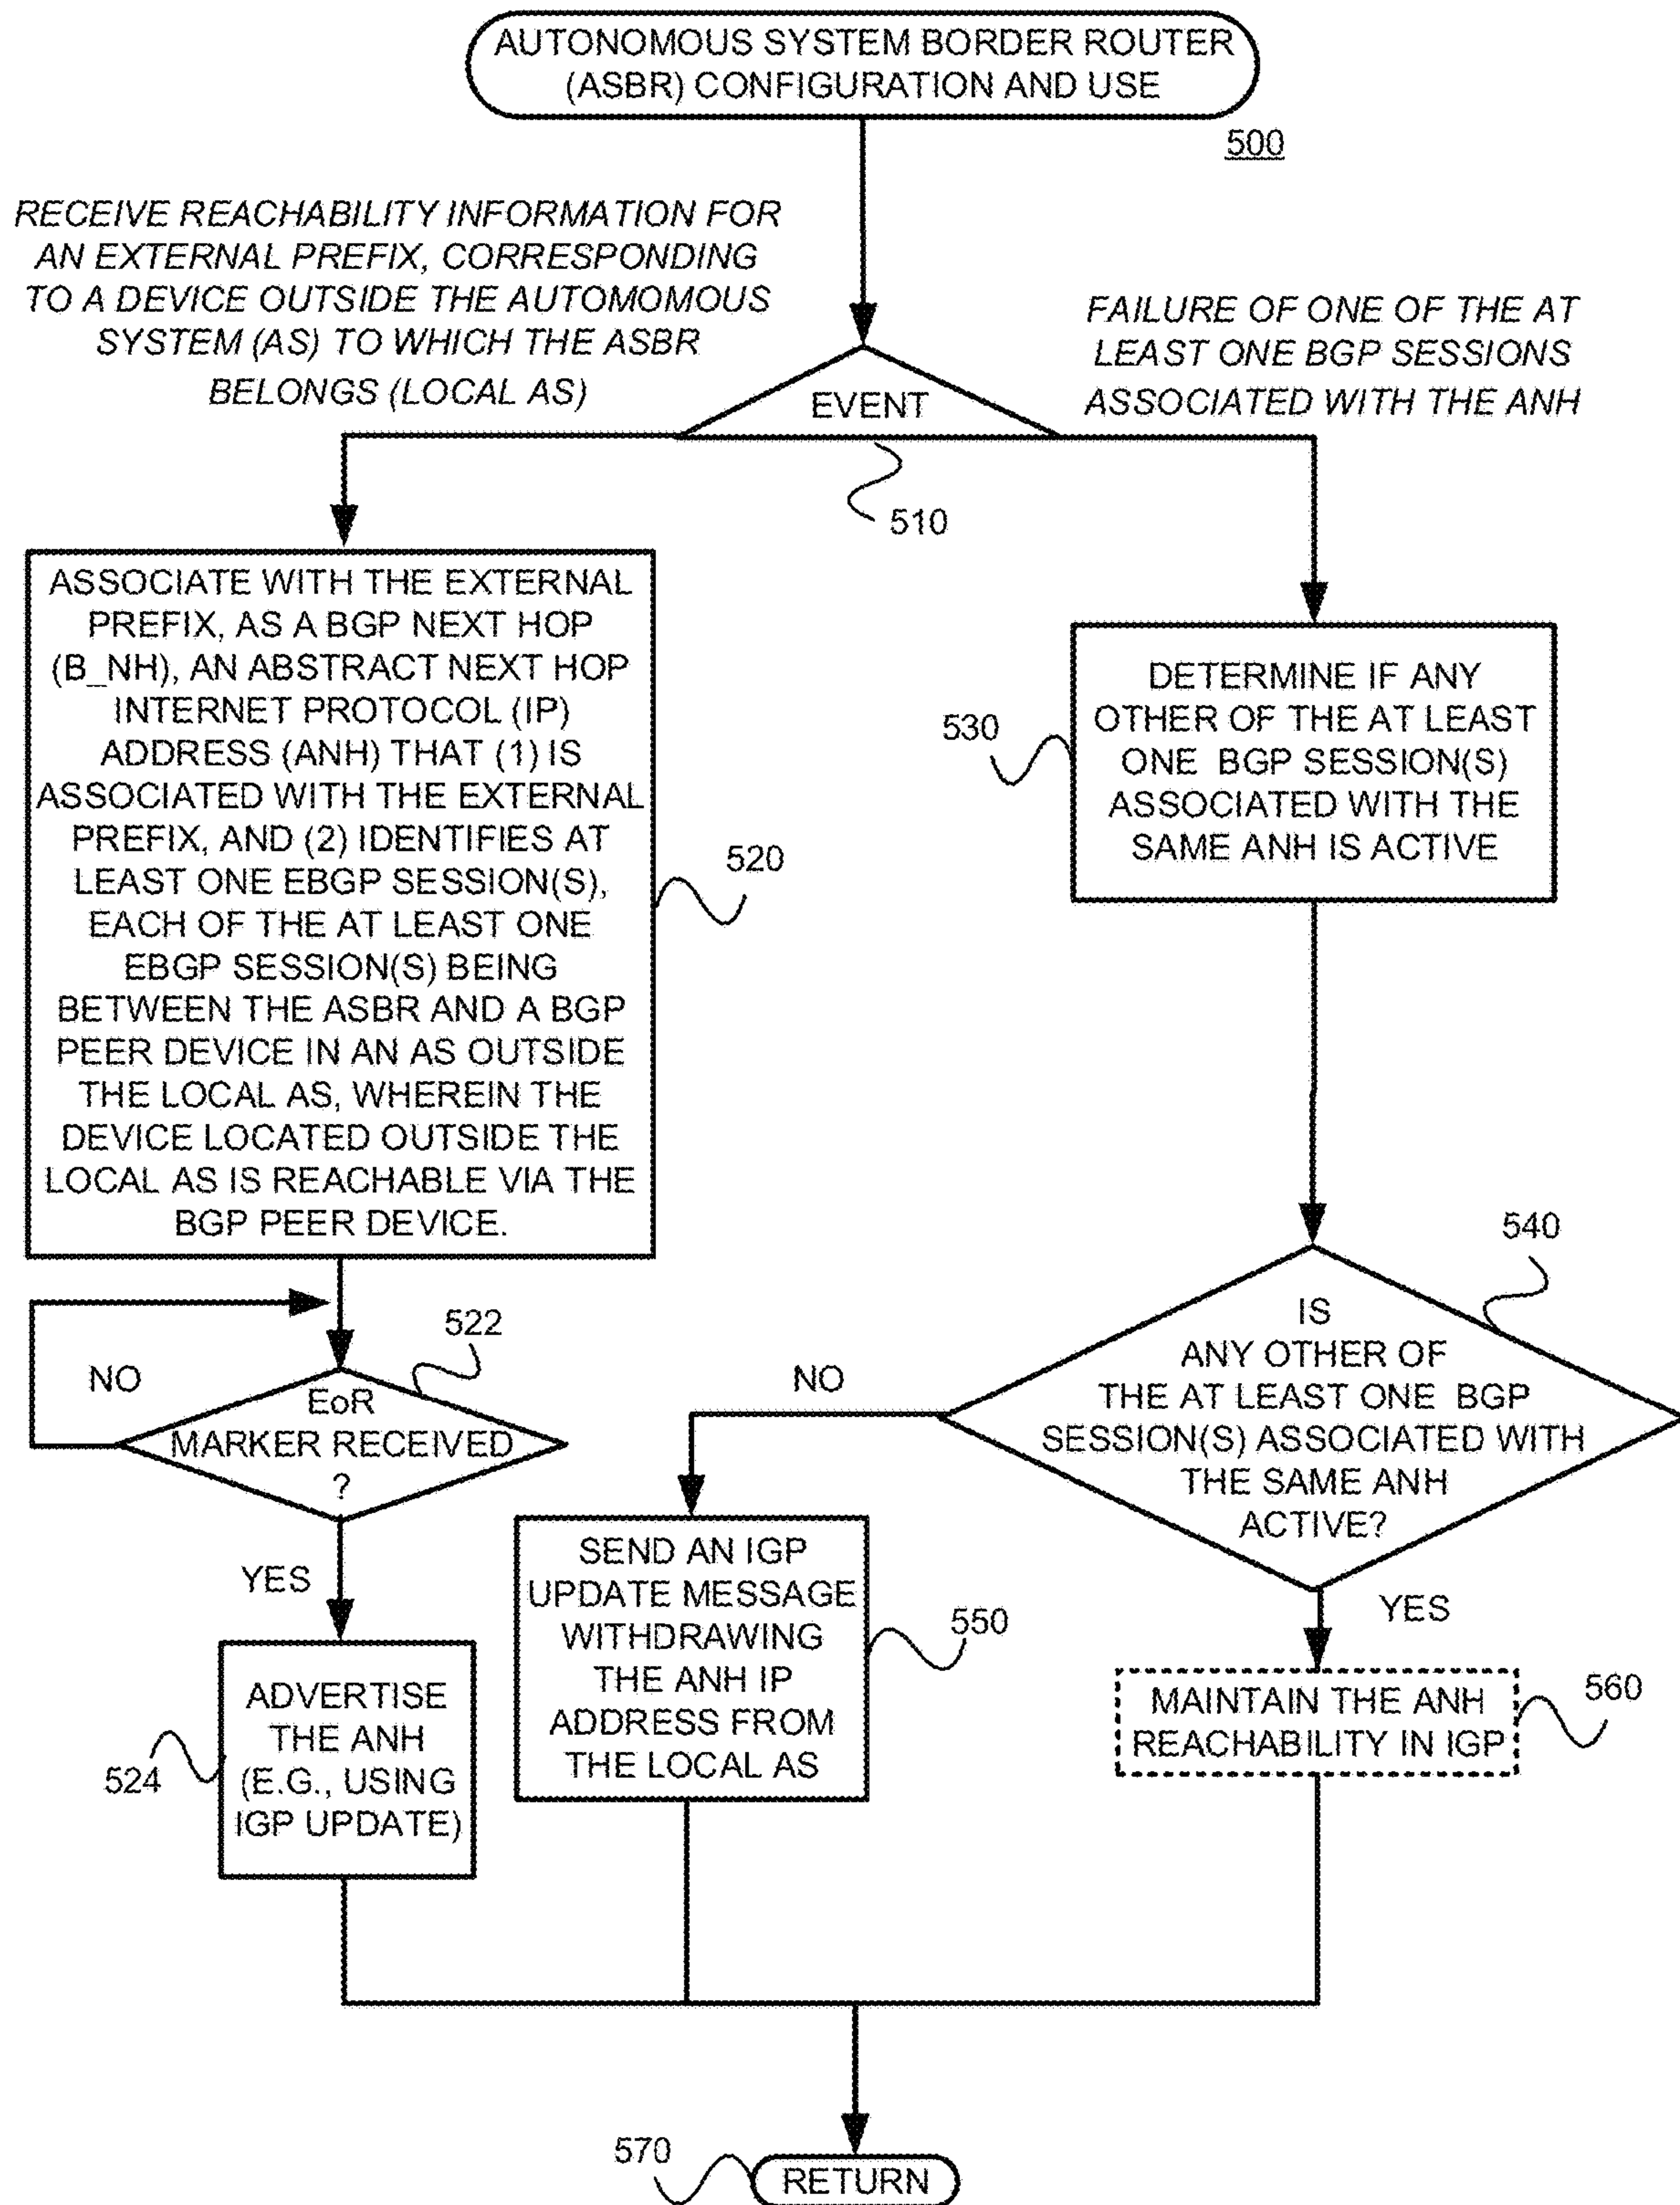 AUTONOMOUS SYSTEM BORDER ROUTER
(ASBR) CONFIGURATION AND USE
500
RECEIVE REACHABILITY INFORMATION FOR
AN EXTERNAL PREFIX, CORRESPONDING
TO A DEVICE OUTSIDE THE AUTOMOMOUS
SYSTEM (AS) TO WHICH THE ASBR
BELONGS (LOCAL AS)
FAILURE OF ONE OF THE AT
LEAST ONE BGP SESSIONS
ASSOCIATED WITH THE ANH
EVENT
510
ASSOCIATE WITH THE EXTERNAL
PREFIX, AS A BGP NEXT HOP
(B_NH), AN ABSTRACT NEXT HOP
INTERNET PROTOCOL (IP)
ADDRESS (ANH) THAT (1) IS
ASSOCIATED WITH THE EXTERNAL
PREFIX, AND (2) IDENTIFIES AT
LEAST ONE EBGP SESSION(S),
EACH OF THE AT LEAST ONE
EBGP SESSION(S) BEING
BETWEEN THE ASBR AND A BGP
PEER DEVICE IN AN AS OUTSIDE
THE LOCAL AS, WHEREIN THE
DEVICE LOCATED OUTSIDE THE
LOCAL AS IS REACHABLE VIA THE
BGP PEER DEVICE.
520
DETERMINE IF ANY
OTHER OF THE AT LEAST
ONE BGP SESSION(S)
ASSOCIATED WITH THE
SAME ANH IS ACTIVE
530
522
NO
EoR
MARKER RECEIVED
?
YES
ADVERTISE
THE ANH
(E.G., USING
IGP UPDATE)
524
540
IS
ANY OTHER OF
THE AT LEAST ONE BGP
SESSION(S) ASSOCIATED WITH
THE SAME ANH
ACTIVE?
NO
YES
SEND AN IGP
UPDATE MESSAGE
WITHDRAWING
THE ANH IP
ADDRESS FROM
THE LOCAL AS
550
MAINTAIN THE ANH
REACHABILITY IN IGP
560
570
RETURN